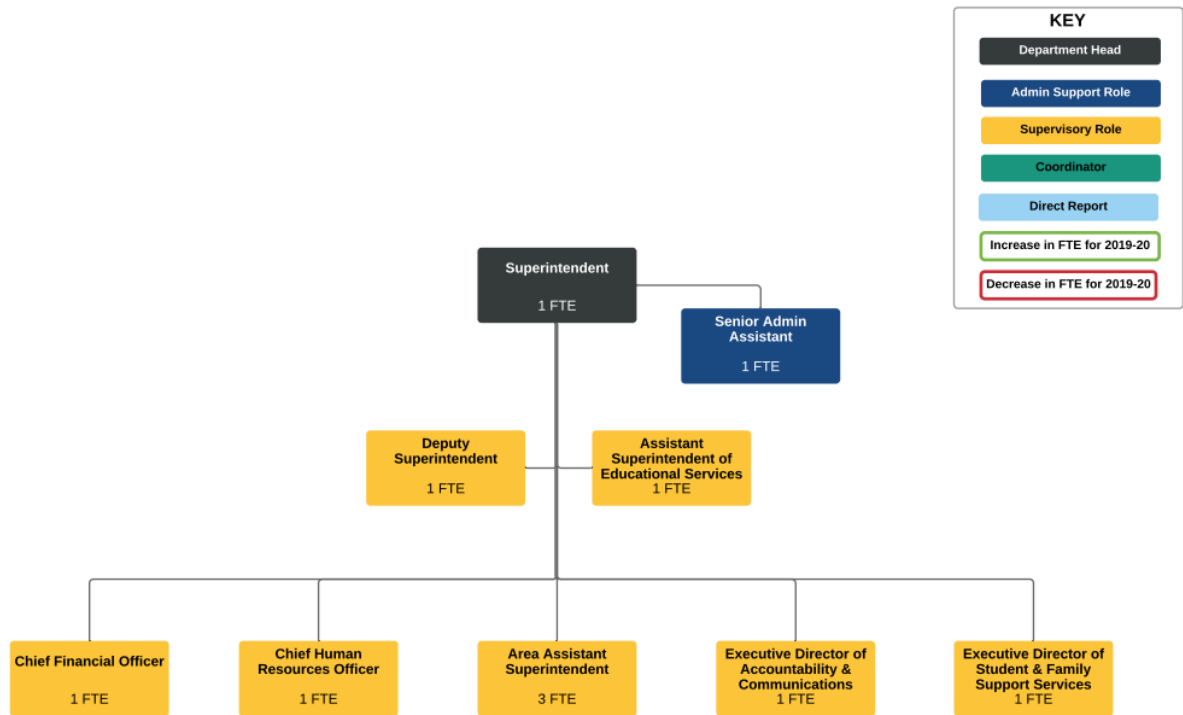 KEY
Department Head
Admin Support Role
Supervisory Role
Coordinator
Direct Report
Increase in FTE for 2019-20
Decrease in FTE for 2019-20
Superintendent
1 FTE
Senior Admin
Assistant
1 FTE
Deputy
Superintendent
1 FTE
Assistant
Superintendent of
Educational Services
1 FTE
Chief Financial Officer
1 FTE
Chief Human
Resources Officer
1 FTE
Area Assistant
Superintendent
3 FTE
Executive Director of
Accountability &
Communications
1 FTE
Executive Director of
Student & Family
Support Services
1 FTE